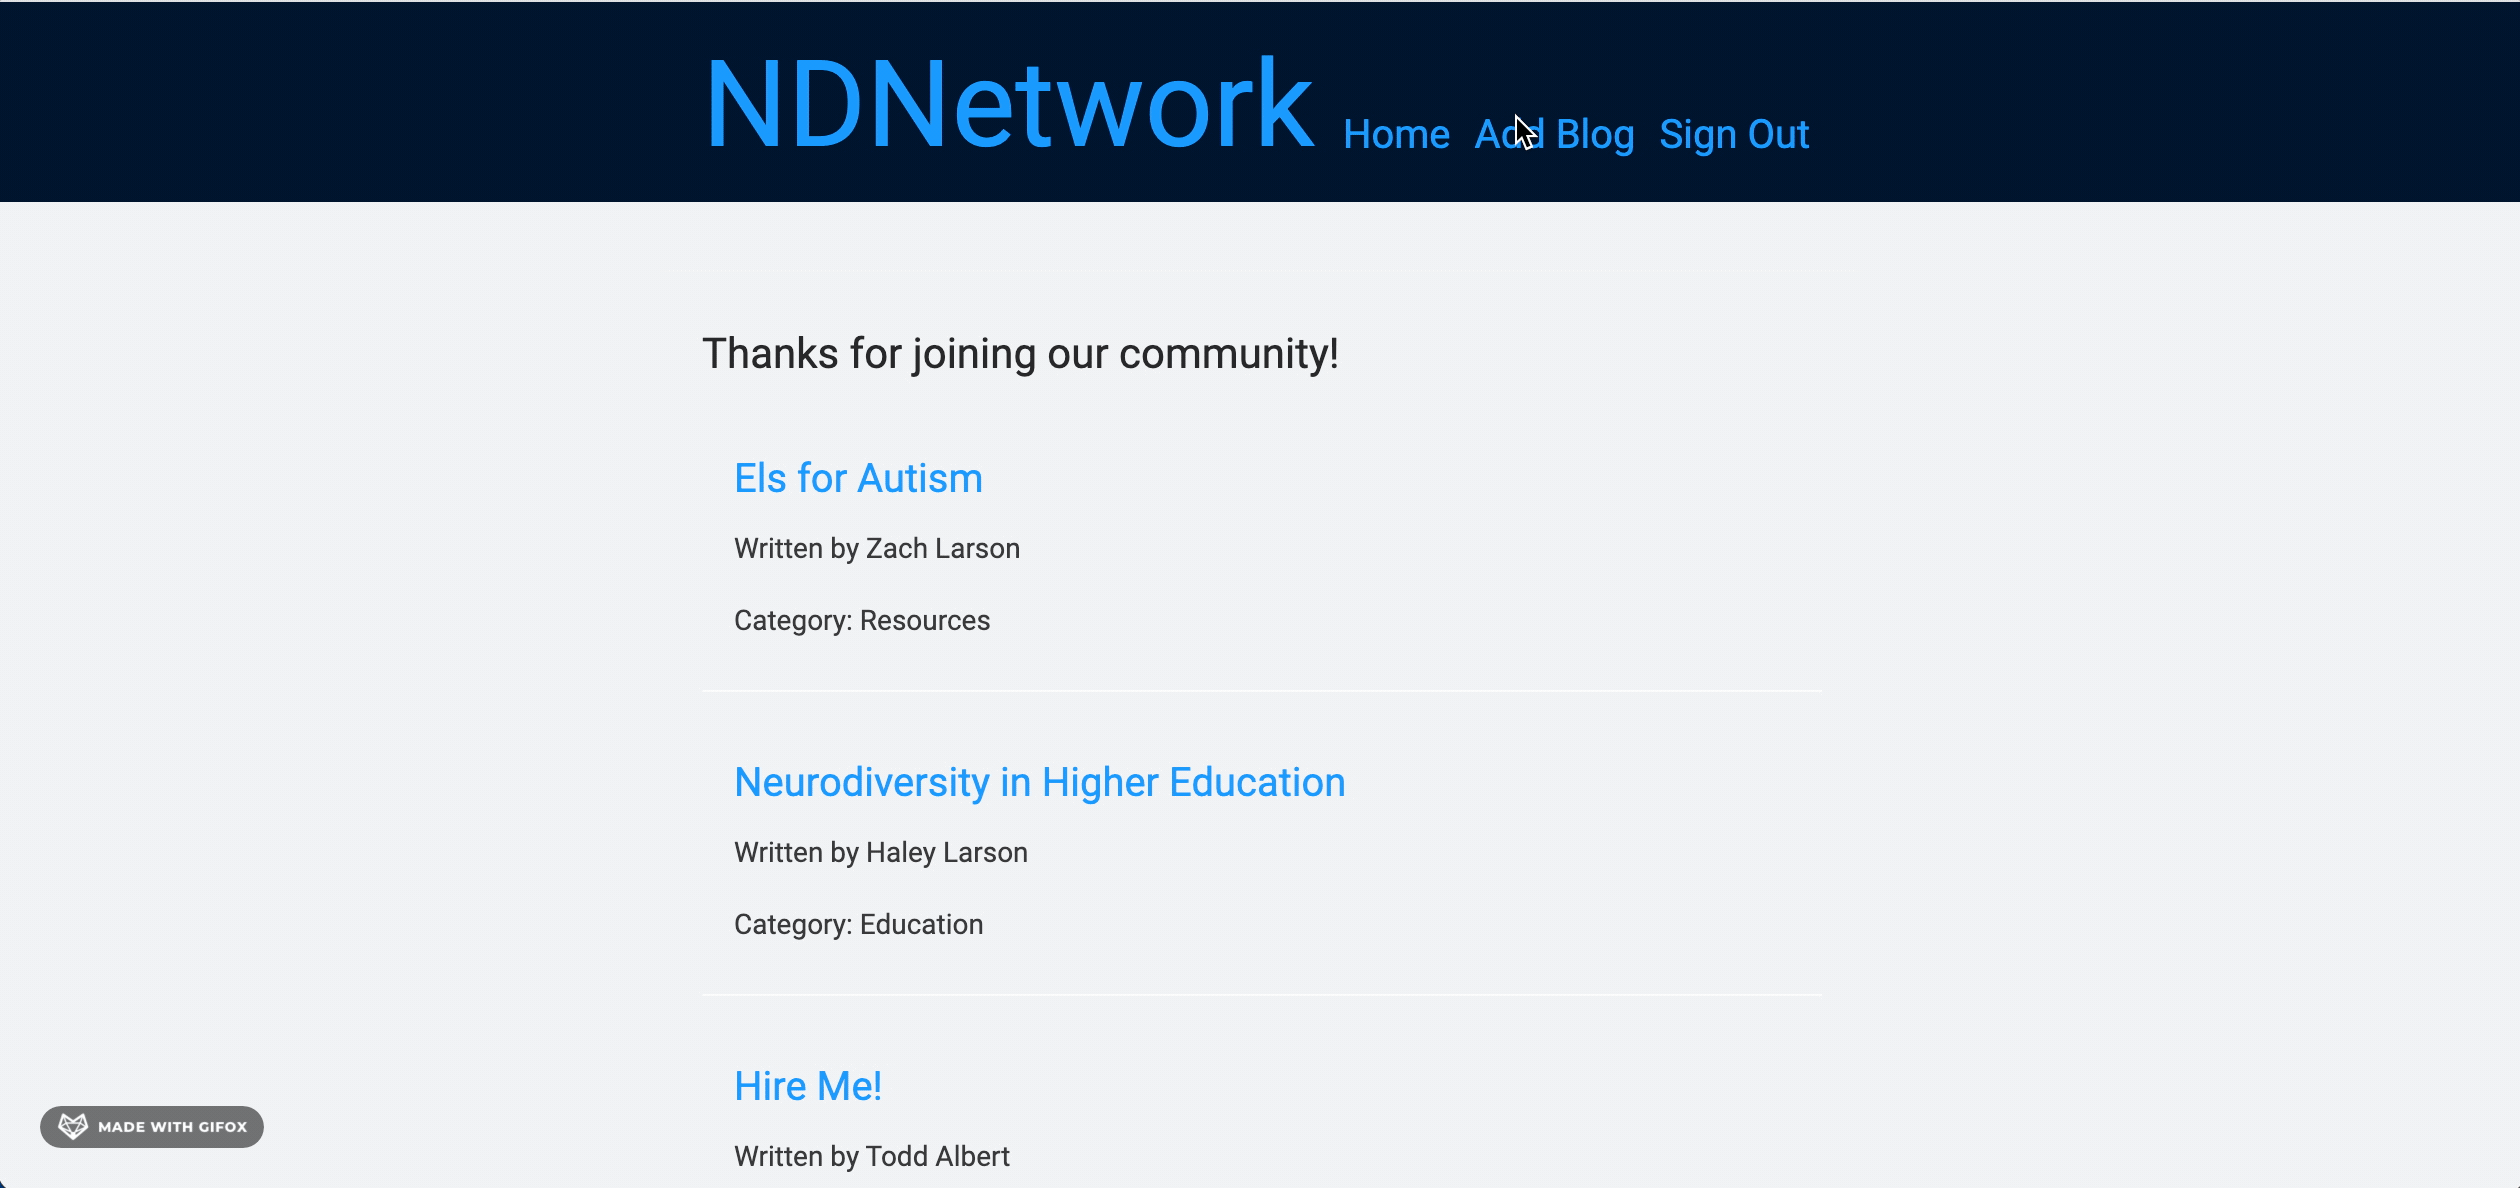 NDNetwork Home Add Blog Sign Out
Thanks for joining our community!
Els for Autism
Written by Zach Larson
Category: Resources
Neurodiversity in Higher Education
Written by Haley Larson
Category: Education
Hire Me!
Written by Todd Albert
MADE WITH GIFOX